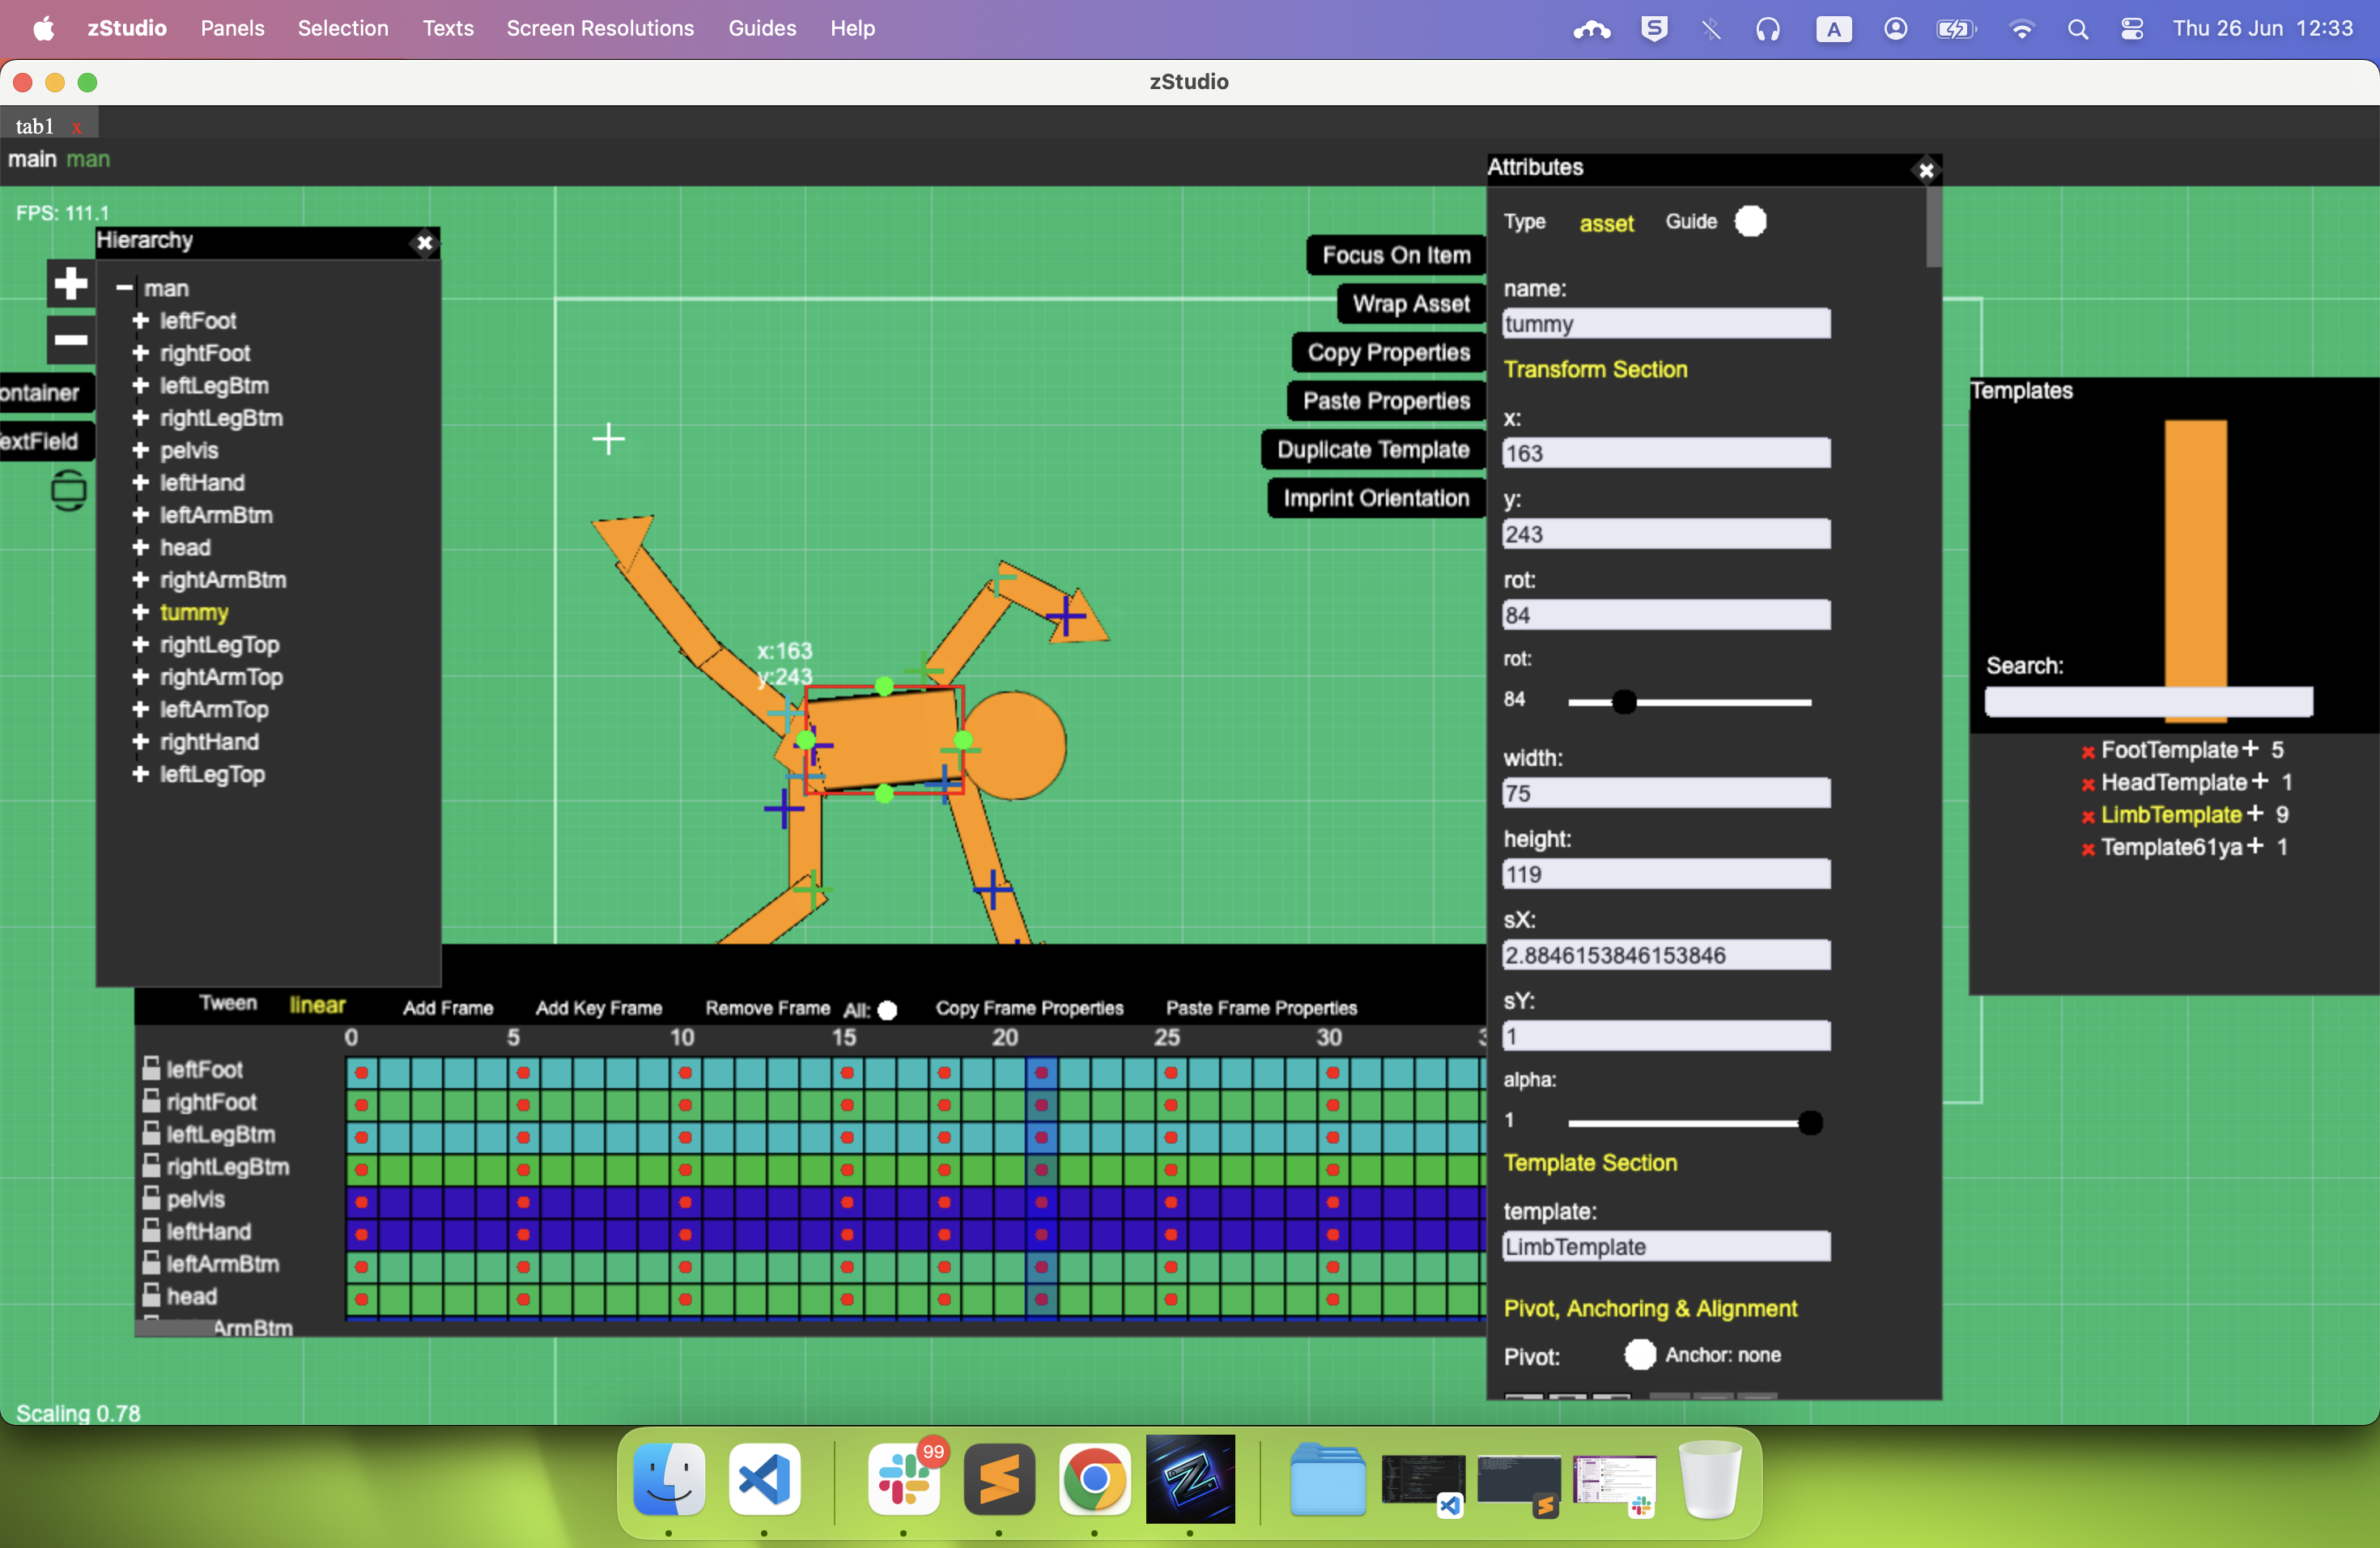 zStudio Panels Selection Texts Screen Resolutions Guides Help
S A Thu 26 Jun 12:33
zStudio
tab1 x
main man
FPS: 111.1
Hierarchy
man
leftFoot
rightFoot
leftLegBtm
rightLegBtm
pelvis
leftHand
leftArmBtm
head
rightArmBtm
tummy
rightLegTop
rightArmTop
leftArmTop
rightHand
leftLegTop
ontainer
extField
x:163
y:243
Focus On Item
Wrap Asset
Copy Properties
Paste Properties
Duplicate Template
Imprint Orientation
Attributes
Type asset Guide
name:
tummy
Transform Section
x:
163
y:
243
rot:
84
rot:
84
width:
75
height:
119
sX:
2.8846153846153846
sY:
1
alpha:
1
Template Section
template:
LimbTemplate
Pivot, Anchoring & Alignment
Pivot: Anchor: none
Templates
Search:
FootTemplate 5
HeadTemplate 1
LimbTemplate 9
Template61ya 1
Tween linear Add Frame Add Key Frame Remove Frame All: Copy Frame Properties Paste Frame Properties
0 5 10 15 20 25 30
leftFoot
rightFoot
leftLegBtm
rightLegBtm
pelvis
leftHand
leftArmBtm
head
ArmBtm
Scaling 0.78
99